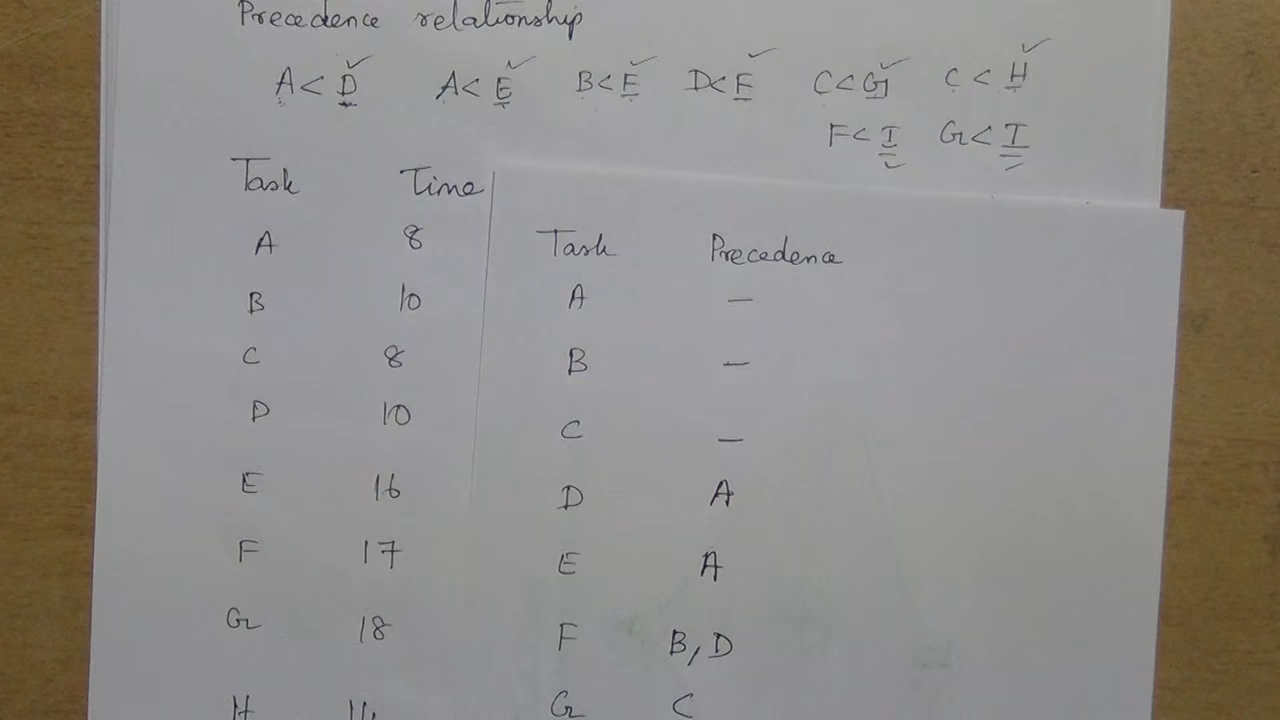 Precedence relationship
A < D A < E B < F D < F C < G C < H
F < I G < I
Task Time
A 8
B 10
C 8
D 10
E 16
F 17
G 18
H
Task Precedence
A —
B —
C —
D A
E A
F B, D
G C